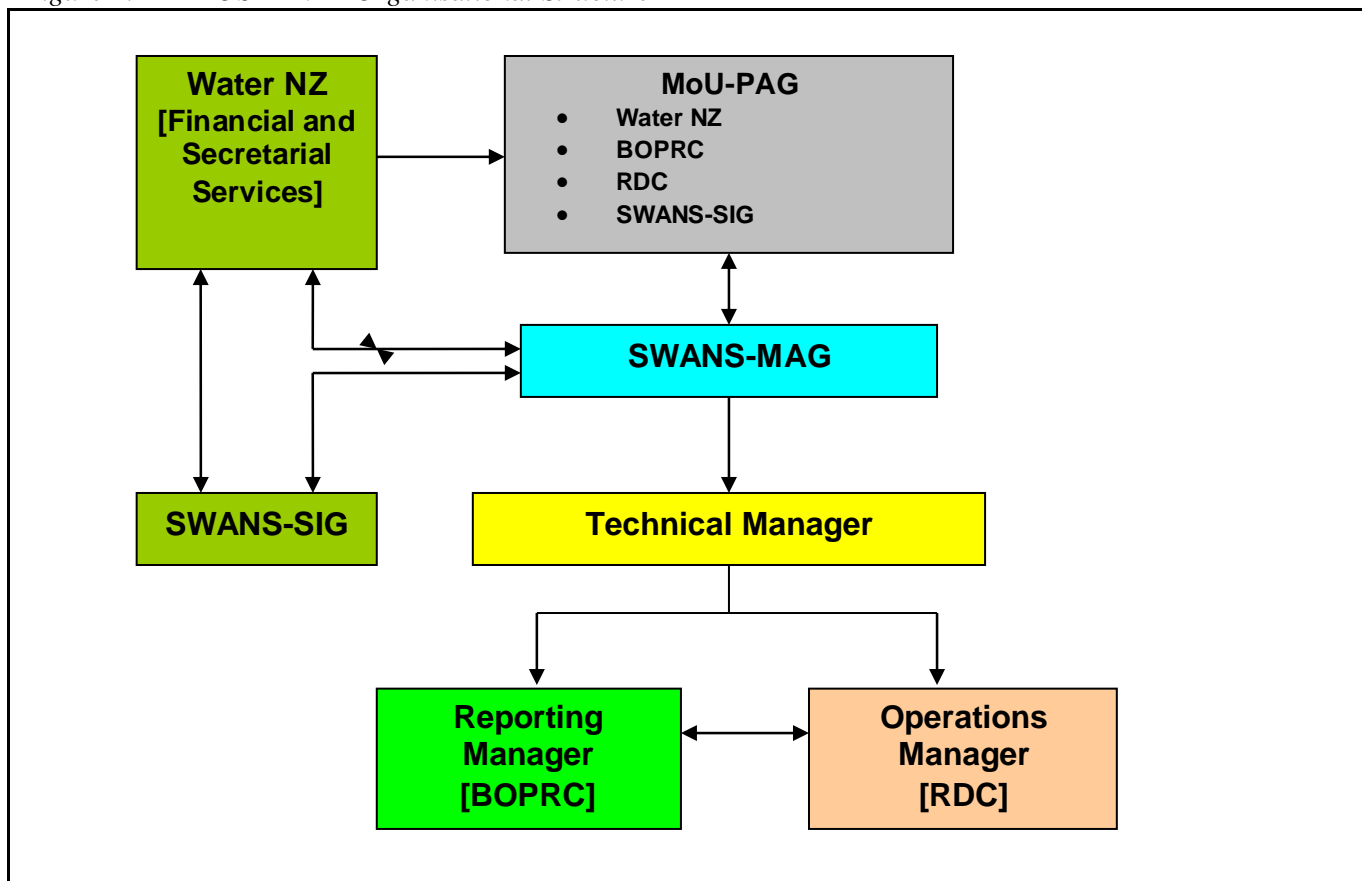 Water NZ
[Financial and
Secretarial
Services]
MoU-PAG
• Water NZ
• BOPRC
• RDC
• SWANS-SIG
SWANS-MAG
SWANS-SIG
Technical Manager
Reporting
Manager
[BOPRC]
Operations
Manager
[RDC]